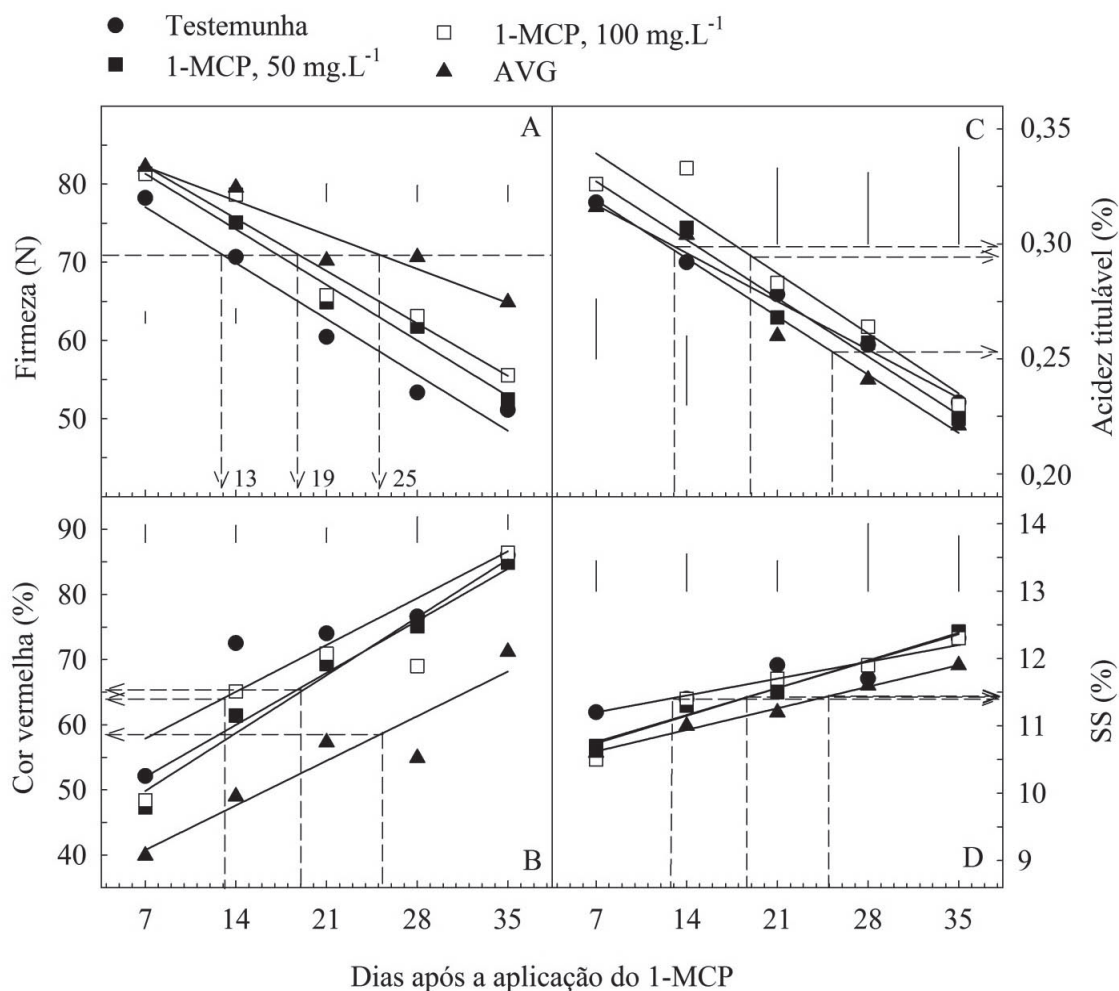 Testemunha
1-MCP, 50 mg.L-1
1-MCP, 100 mg.L-1
AVG
A
Firmeza (N)
80
70
60
50
13
19
25
C
Acidez titulável (%)
0,35
0,30
0,25
0,20
B
Cor vermelha (%)
90
80
70
60
50
40
7
14
21
28
35
D
SS (%)
14
13
12
11
10
9
7
14
21
28
35
Dias após a aplicação do 1-MCP